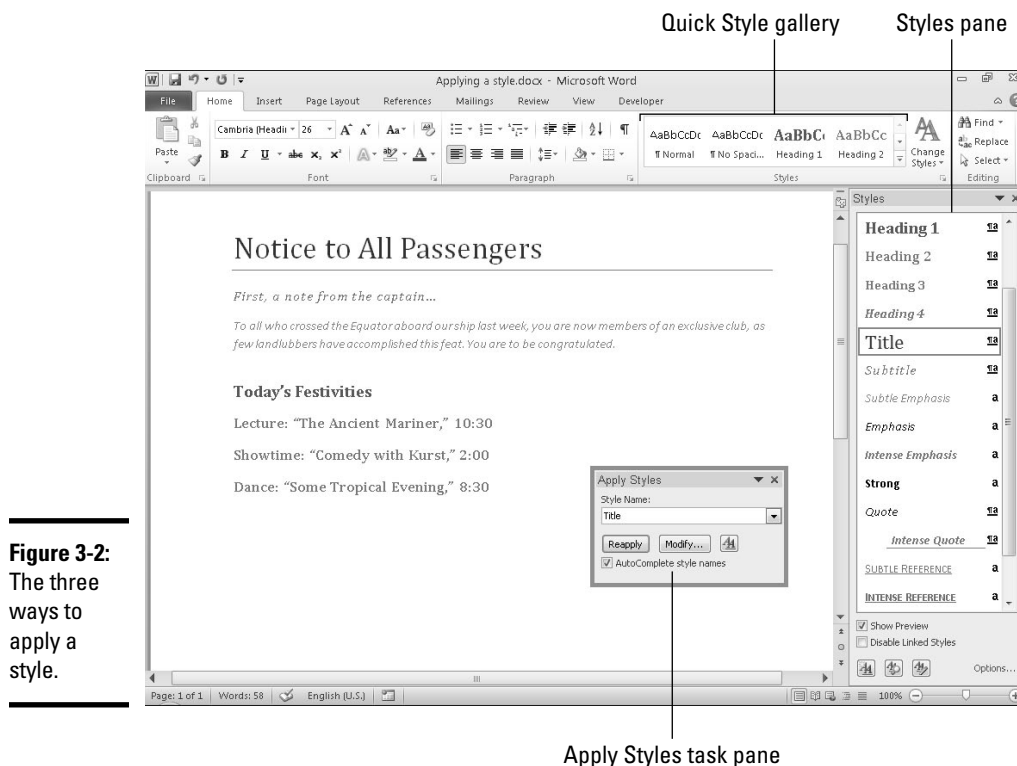 Quick Style gallery Styles pane
Applying a style.docx - Microsoft Word
File Home Insert Page Layout References Mailings Review View Developer
Cambria (Headii 26 A A Aa
AaBbCcDc AaBbCcDc AaBbC AaBbCc
Find
Replace
Select
Paste
B I U abc x₂ x² A ab A
¶ Normal ¶ No Spaci... Heading 1 Heading 2
Change
Styles
Clipboard Font Paragraph Styles Editing
Notice to All Passengers
First, a note from the captain...
To all who crossed the Equator aboard our ship last week, you are now members of an exclusive club, as
few landlubbers have accomplished this feat. You are to be congratulated.
Today's Festivities
Lecture: "The Ancient Mariner," 10:30
Showtime: "Comedy with Kurst," 2:00
Dance: "Some Tropical Evening," 8:30
Apply Styles
Style Name:
Title
Reapply Modify...
AutoComplete style names
Styles
Heading 1 ¶a
Heading 2 ¶a
Heading 3 ¶a
Heading 4 ¶a
Title ¶a
Subtitle ¶a
Subtle Emphasis a
Emphasis a
Intense Emphasis a
Strong a
Quote ¶a
Intense Quote ¶a
SUBTLE REFERENCE a
INTENSE REFERENCE a
Show Preview
Disable Linked Styles
Options...
Page: 1 of 1 Words: 58 English (U.S.) 100%
Figure 3-2:
The three
ways to
apply a
style.
Apply Styles task pane